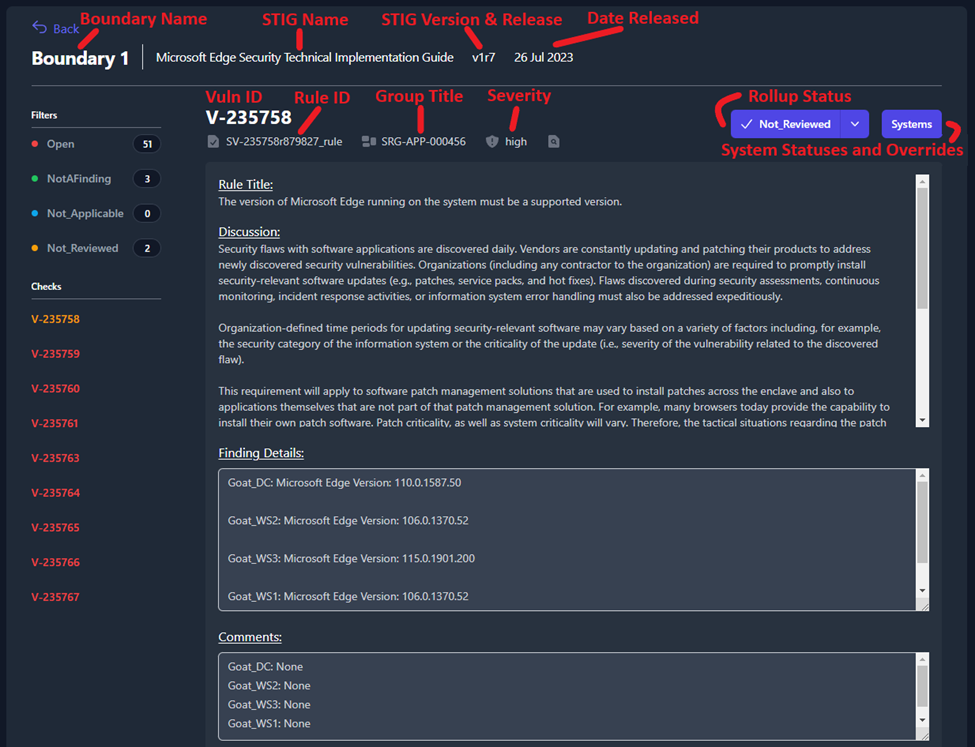 Back
Boundary Name
STIG Name
STIG Version & Release
Date Released
Boundary 1
Microsoft Edge Security Technical Implementation Guide
v1r7
26 Jul 2023
Filters
Open 51
NotAFinding 3
Not_Applicable 0
Not_Reviewed 2
Checks
V-235758
V-235759
V-235760
V-235761
V-235763
V-235764
V-235765
V-235766
V-235767
Vuln ID
Rule ID
Group Title
Severity
Rollup Status
V-235758
Not_Reviewed
Systems
SV-235758r879827_rule
SRG-APP-000456
high
System Statuses and Overrides
Rule Title:
The version of Microsoft Edge running on the system must be a supported version.
Discussion:
Security flaws with software applications are discovered daily. Vendors are constantly updating and patching their products to address
newly discovered security vulnerabilities. Organizations (including any contractor to the organization) are required to promptly install
security-relevant software updates (e.g., patches, service packs, and hot fixes). Flaws discovered during security assessments, continuous
monitoring, incident response activities, or information system error handling must also be addressed expeditiously.
Organization-defined time periods for updating security-relevant software may vary based on a variety of factors including, for example,
the security category of the information system or the criticality of the update (i.e., severity of the vulnerability related to the discovered
flaw).
This requirement will apply to software patch management solutions that are used to install patches across the enclave and also to
applications themselves that are not part of that patch management solution. For example, many browsers today provide the capability to
install their own patch software. Patch criticality, as well as system criticality will vary. Therefore, the tactical situations regarding the patch
Finding Details:
Goat_DC: Microsoft Edge Version: 110.0.1587.50
Goat_WS2: Microsoft Edge Version: 106.0.1370.52
Goat_WS3: Microsoft Edge Version: 115.0.1901.200
Goat_WS1: Microsoft Edge Version: 106.0.1370.52
Comments:
Goat_DC: None
Goat_WS2: None
Goat_WS3: None
Goat_WS1: None